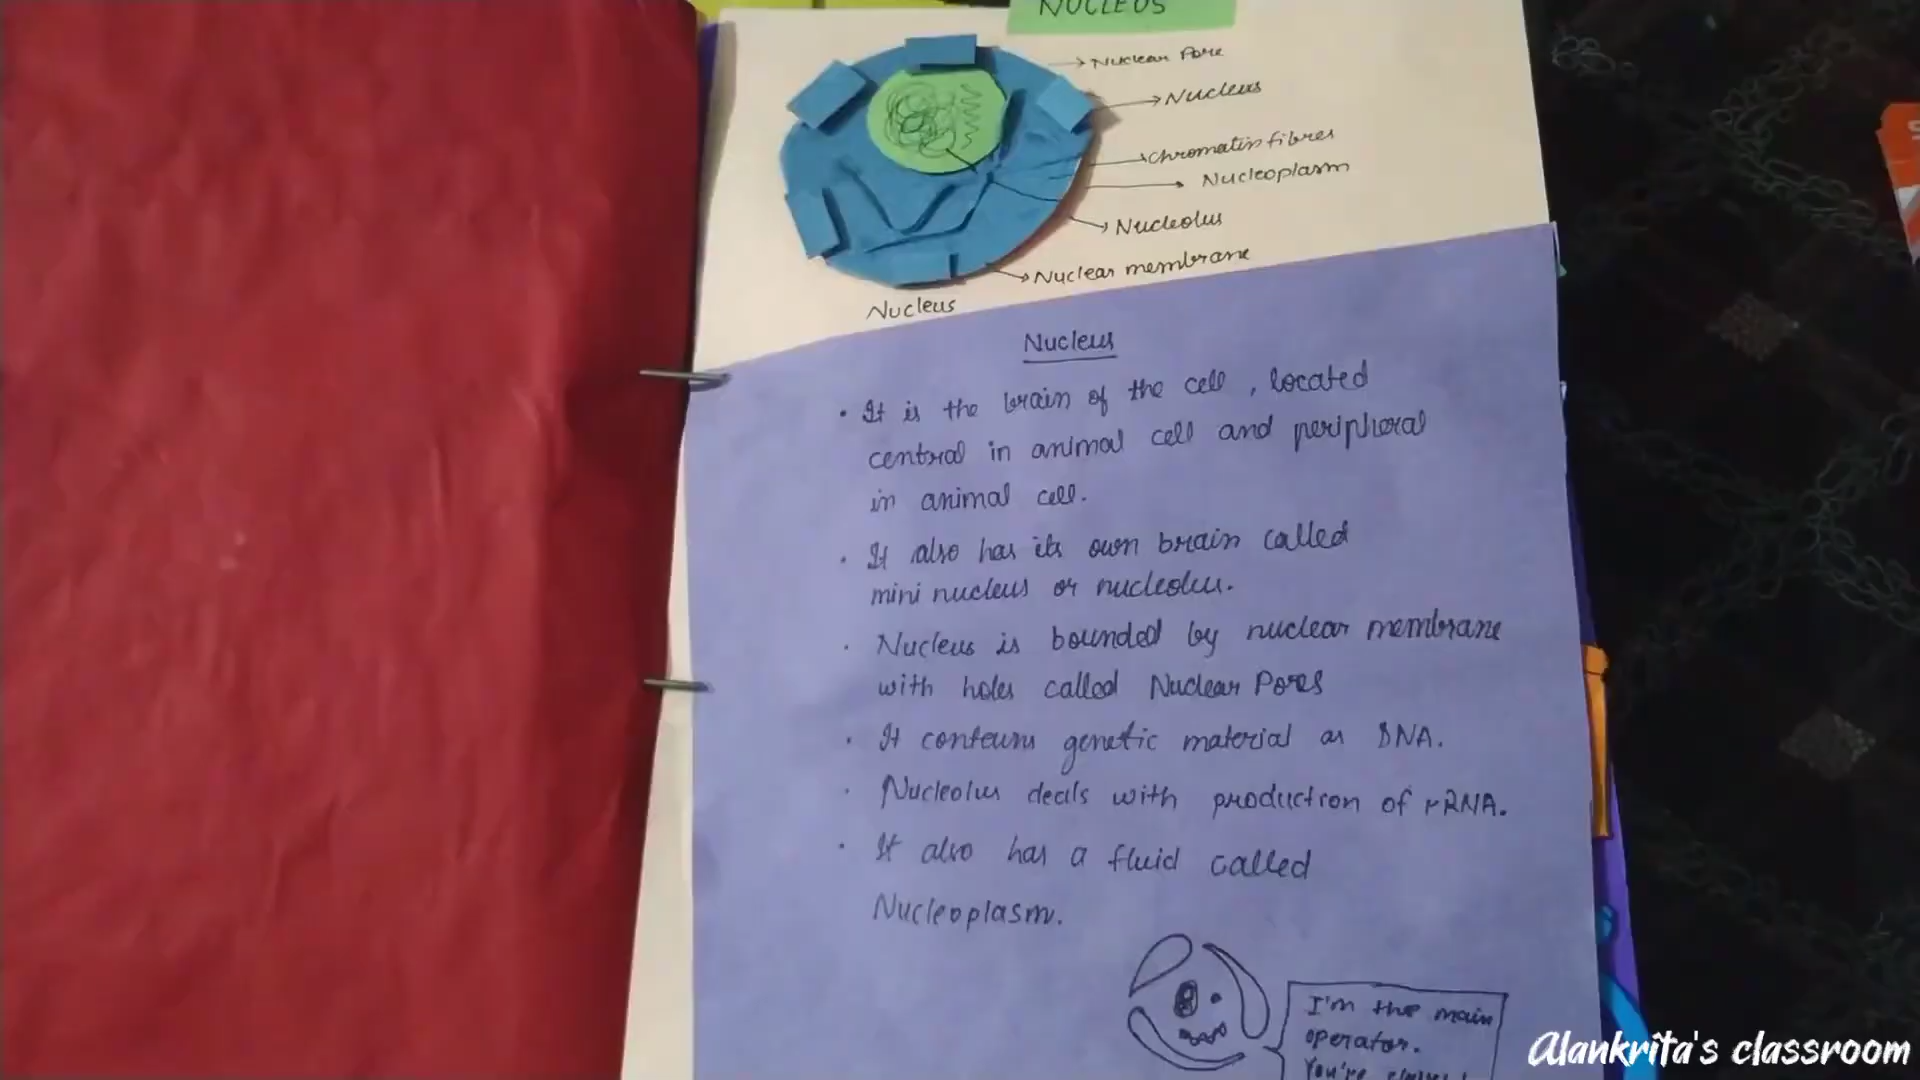 NUCLEUS
Nuclear Pore
Nucleus
Chromatin fibres
Nucleoplasm
Nucleolus
Nuclear membrane
Nucleus
Nucleus
• It is the brain of the cell, located
central in animal cell and peripheral
in animal cell.
• It also has its own brain called
mini nucleus or nucleolus.
• Nucleus is bounded by nuclear membrane
with holes called Nuclear Pores
• It contains genetic material as DNA.
• Nucleolus deals with production of rRNA.
• It also has a fluid called
Nucleoplasm.
I'm the main
operator.
You're
Alankrita's classroom